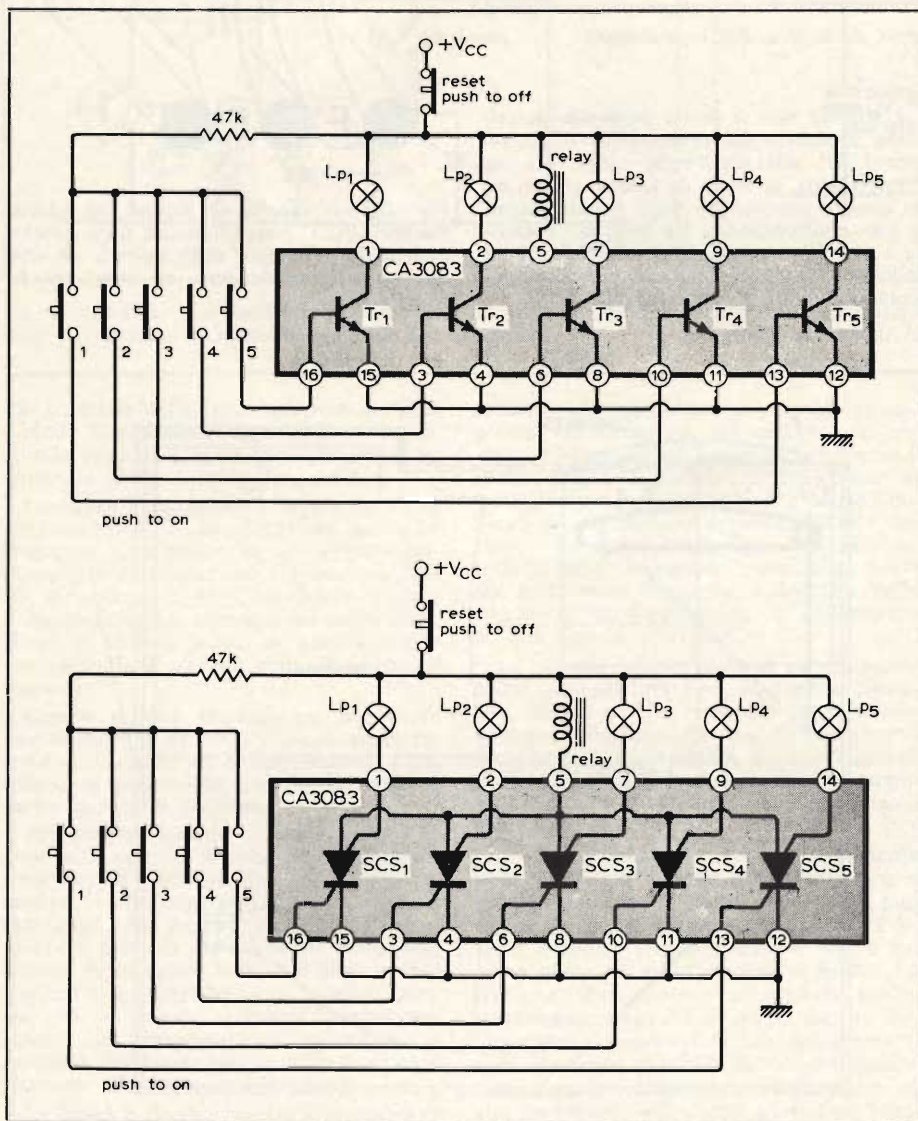 +VCC
reset
push to off
47k
relay
Lp1
Lp2
Lp3
Lp4
Lp5
1
2
5
7
9
14
CA3083
Tr1
Tr2
Tr3
Tr4
Tr5
1 2 3 4 5
16 15 3 4 6 8 10 11 13 12
push to on
+VCC
reset
push to off
47k
Lp1
Lp2
Lp3
Lp4
Lp5
relay
1
2
5
7
9
14
CA3083
SCS1
SCS2
SCS3
SCS4
SCS5
1 2 3 4 5
16 15 3 4 6 8 10 11 13 12
push to on